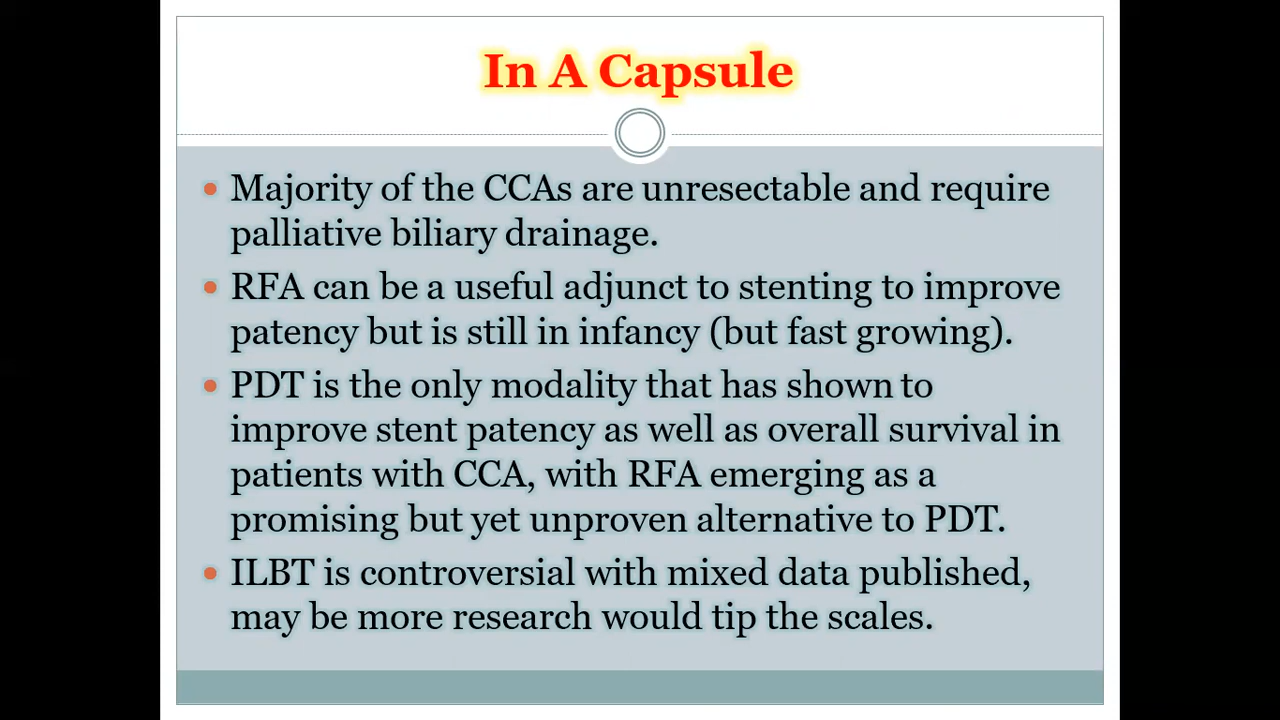 In A Capsule
Majority of the CCAs are unresectable and require
palliative biliary drainage.
RFA can be a useful adjunct to stenting to improve
patency but is still in infancy (but fast growing).
PDT is the only modality that has shown to
improve stent patency as well as overall survival in
patients with CCA, with RFA emerging as a
promising but yet unproven alternative to PDT.
ILBT is controversial with mixed data published,
may be more research would tip the scales.